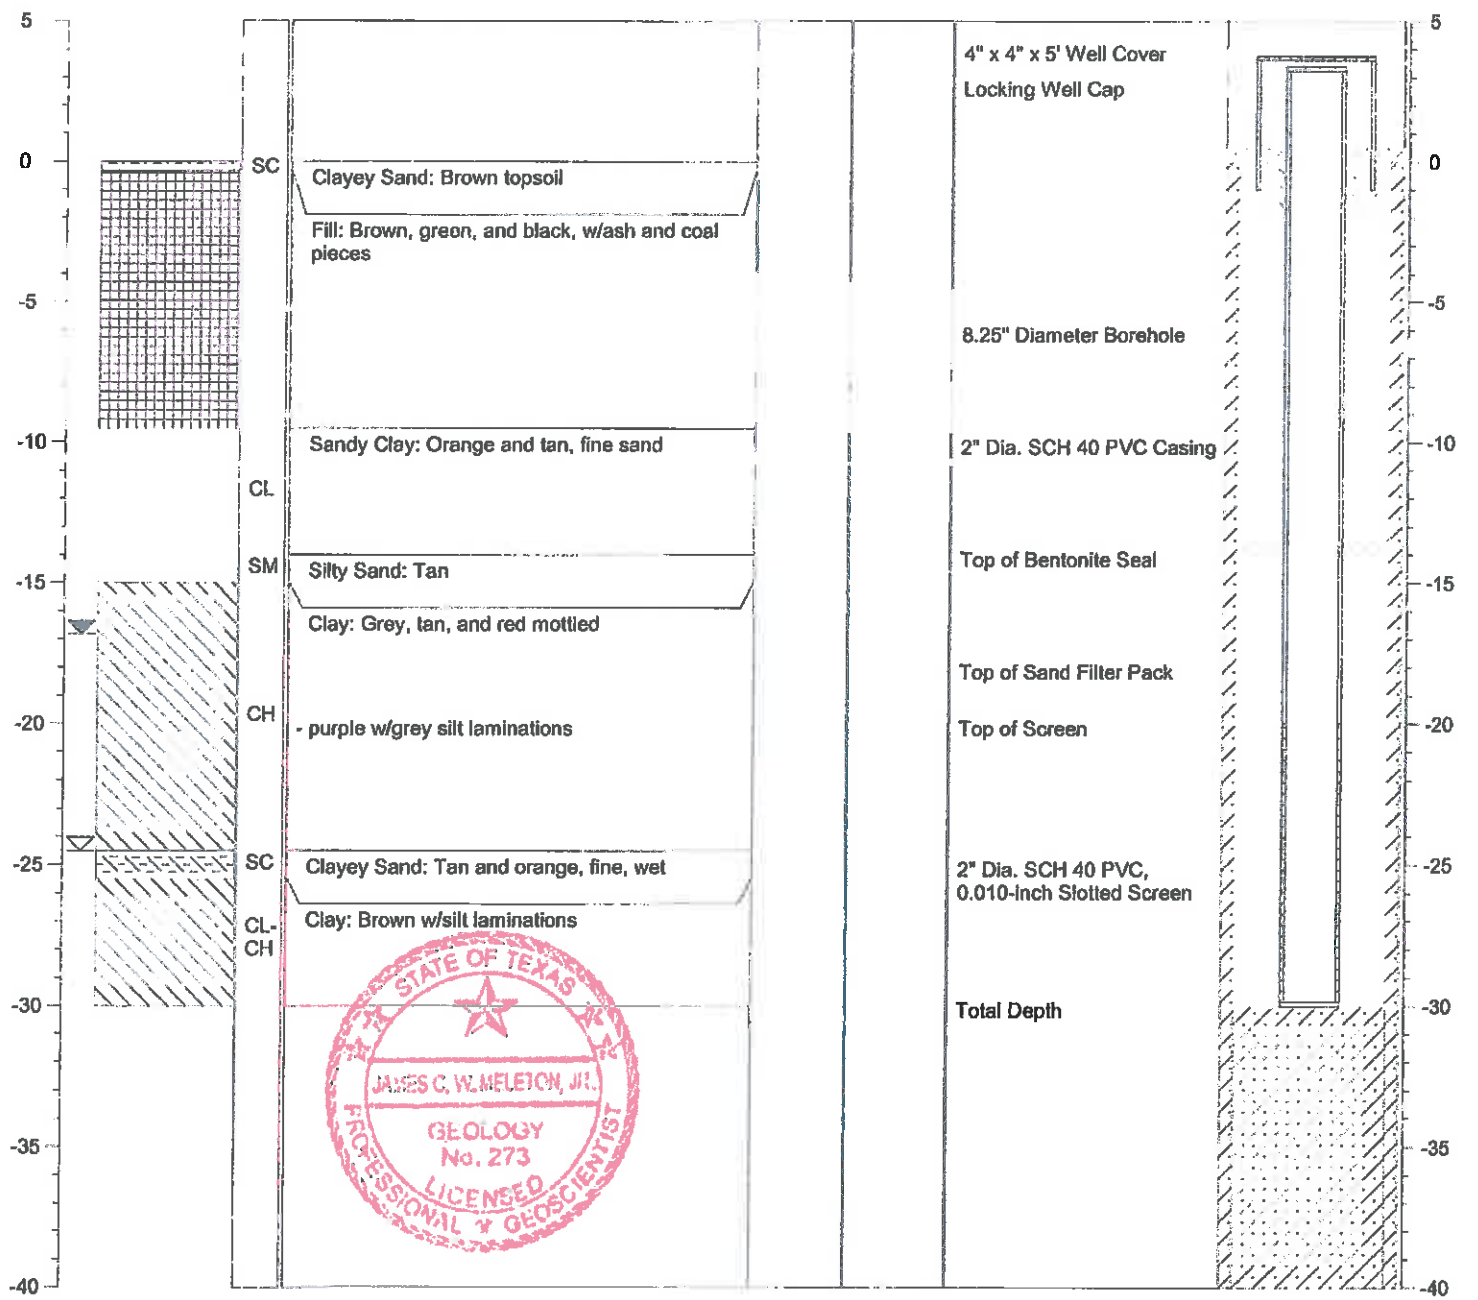 5
0
-5
-10
-15
-20
-25
-30
-35
-40
SC
CL
SM
CH
SC
CL-
CH
Clayey Sand: Brown topsoil
Fill: Brown, green, and black, w/ash and coal
pieces
Sandy Clay: Orange and tan, fine sand
Silty Sand: Tan
Clay: Grey, tan, and red mottled
- purple w/grey silt laminations
Clayey Sand: Tan and orange, fine, wet
Clay: Brown w/silt laminations
STATE OF TEXAS
JAMES C. W. MELETON, JR.
GEOLOGY
No. 273
LICENSED
PROFESSIONAL GEOSCIENTIST
4" x 4" x 5' Well Cover
Locking Well Cap
8.25" Diameter Borehole
2" Dia. SCH 40 PVC Casing
Top of Bentonite Seal
Top of Sand Filter Pack
Top of Screen
2" Dia. SCH 40 PVC,
0.010-inch Slotted Screen
Total Depth
5
0
-5
-10
-15
-20
-25
-30
-35
-40